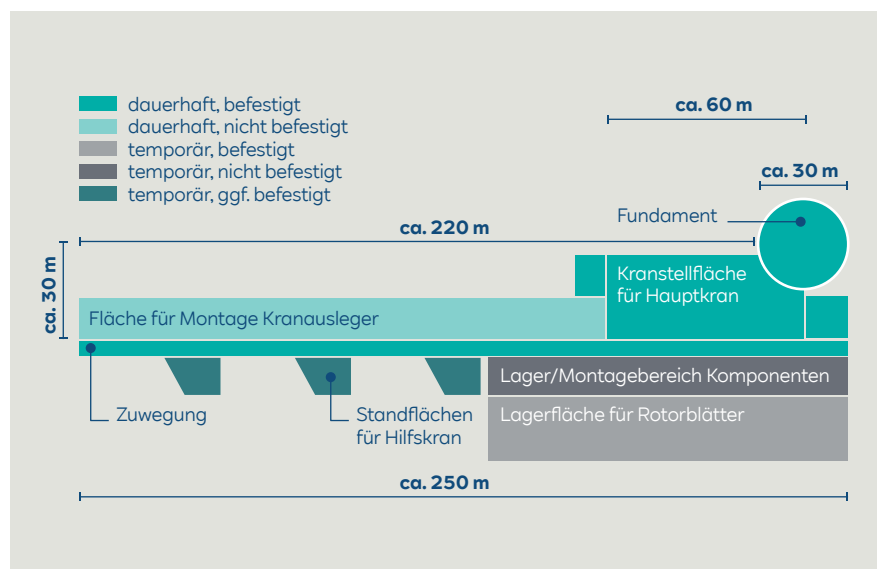 dauerhaft, befestigt
dauerhaft, nicht befestigt
temporär, befestigt
temporär, nicht befestigt
temporär, ggf. befestigt
ca. 60 m
ca. 30 m
Fundament
ca. 220 m
ca. 30 m
Kranstellfläche
für Hauptkran
Fläche für Montage Kranausleger
Lager/Montagebereich Komponenten
Zuwegung
Standflächen
für Hilfskran
Lagerfläche für Rotorblätter
ca. 250 m